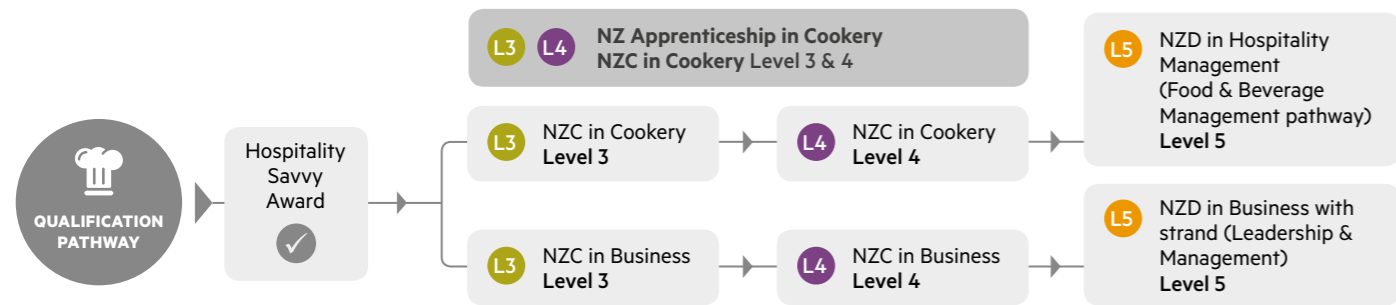 QUALIFICATION
PATHWAY
Hospitality
Savvy
Award
L3
L4
NZ Apprenticeship in Cookery
NZC in Cookery Level 3 & 4
L3
NZC in Cookery
Level 3
L4
NZC in Cookery
Level 4
L5
NZD in Hospitality
Management
(Food & Beverage
Management pathway)
Level 5
L3
NZC in Business
Level 3
L4
NZC in Business
Level 4
L5
NZD in Business with
strand (Leadership &
Management)
Level 5